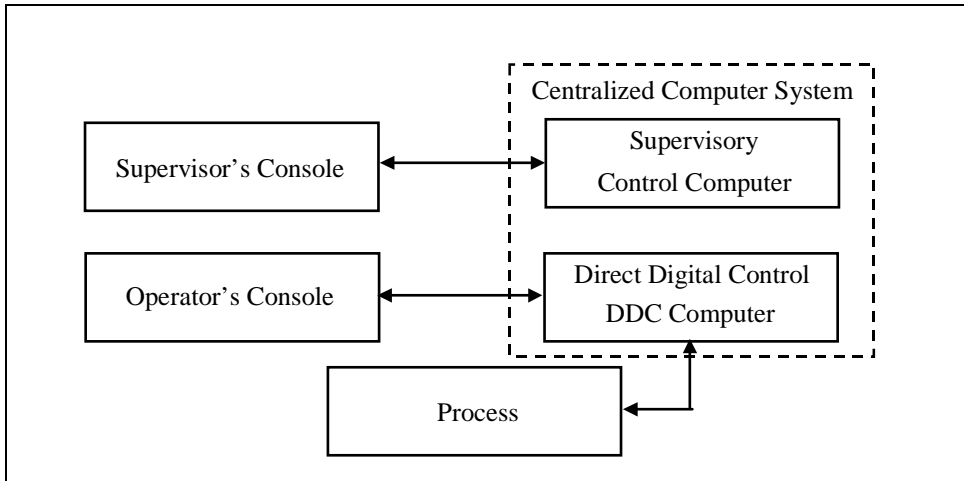 Centralized Computer System
Supervisor’s Console
Supervisory
Control Computer
Operator’s Console
Direct Digital Control
DDC Computer
Process